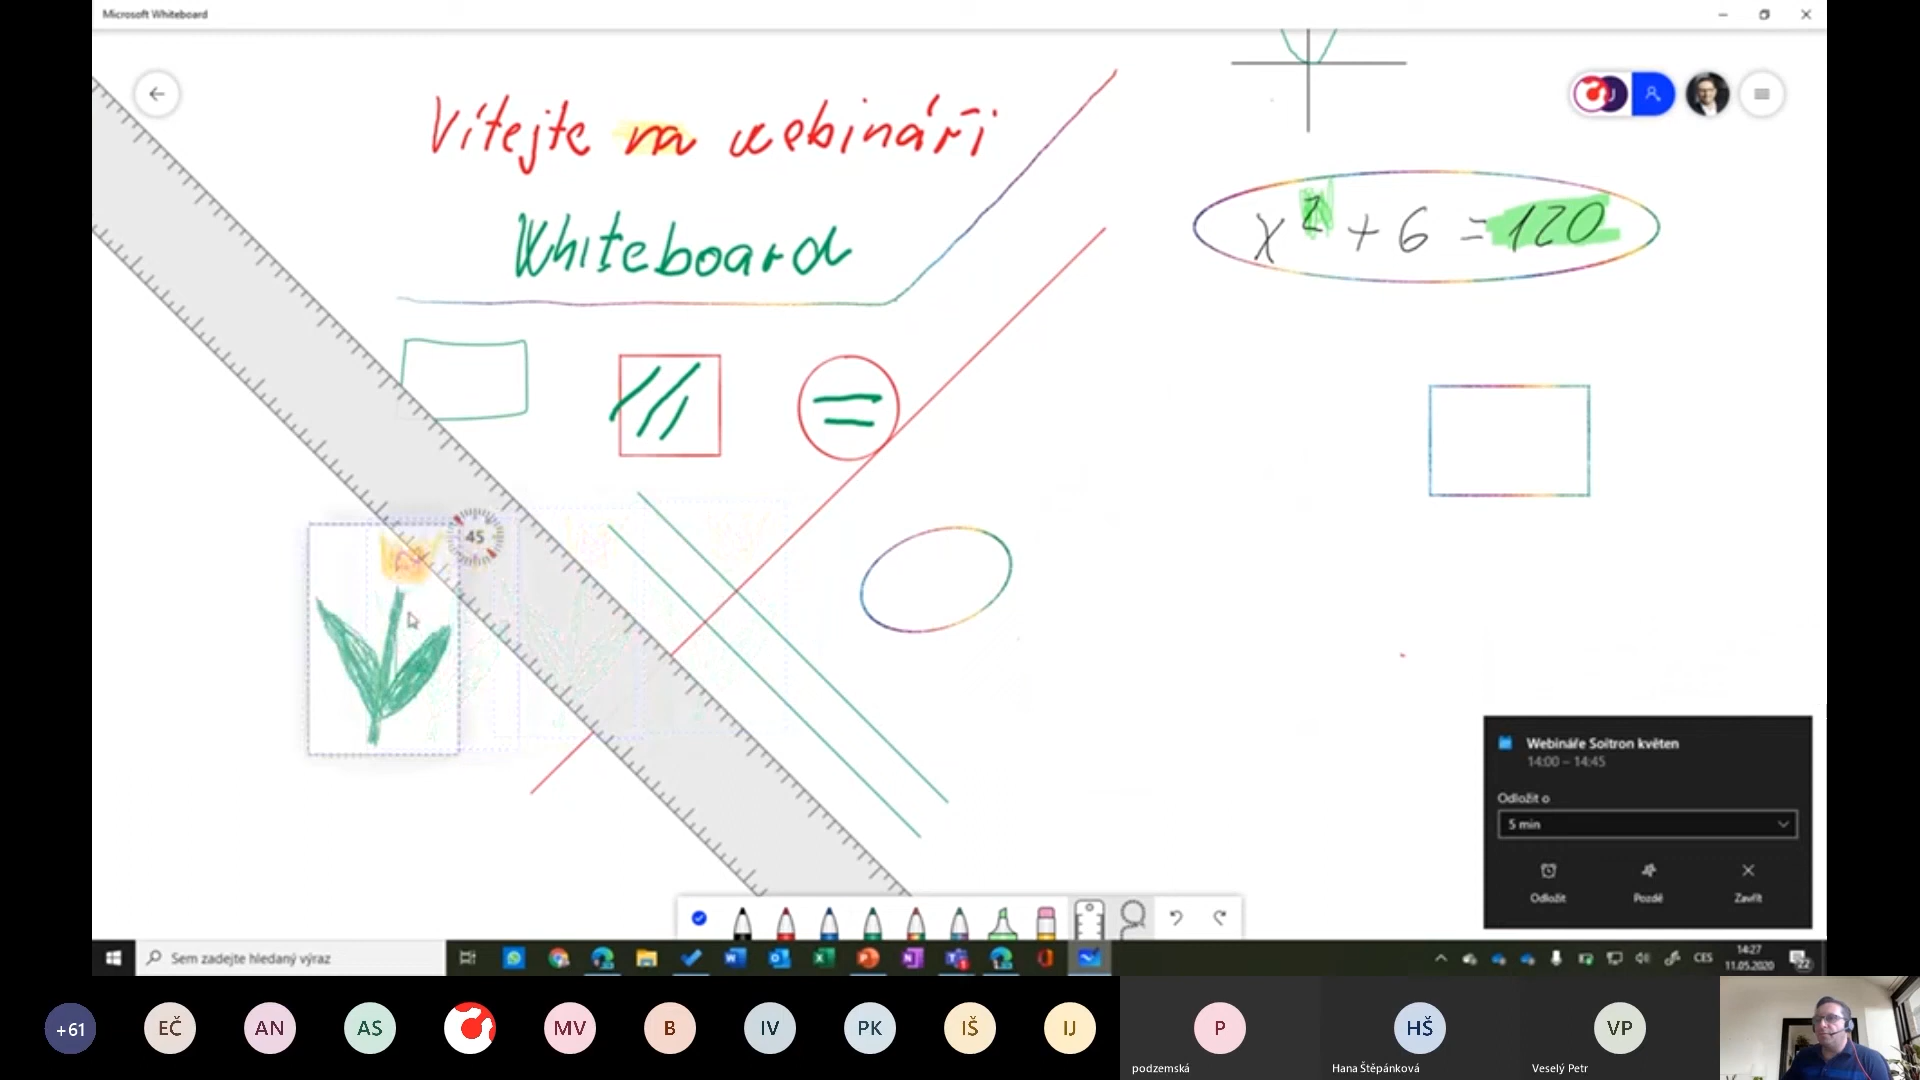 Microsoft Whiteboard
Vítejte na webináři
Whiteboard
x² + 6 = 120
45
Webináře Soitron květen
14:00 – 14:45
Odložit o
5 min
Odložit
Pozdě
Zavřít
Sem zadejte hledaný výraz
CES
14:27
11.05.2020
22
+61
EČ
AN
AS
MV
B
IV
PK
IŠ
IJ
P
HŠ
VP
podzemská
Hana Štěpánková
Veselý Petr